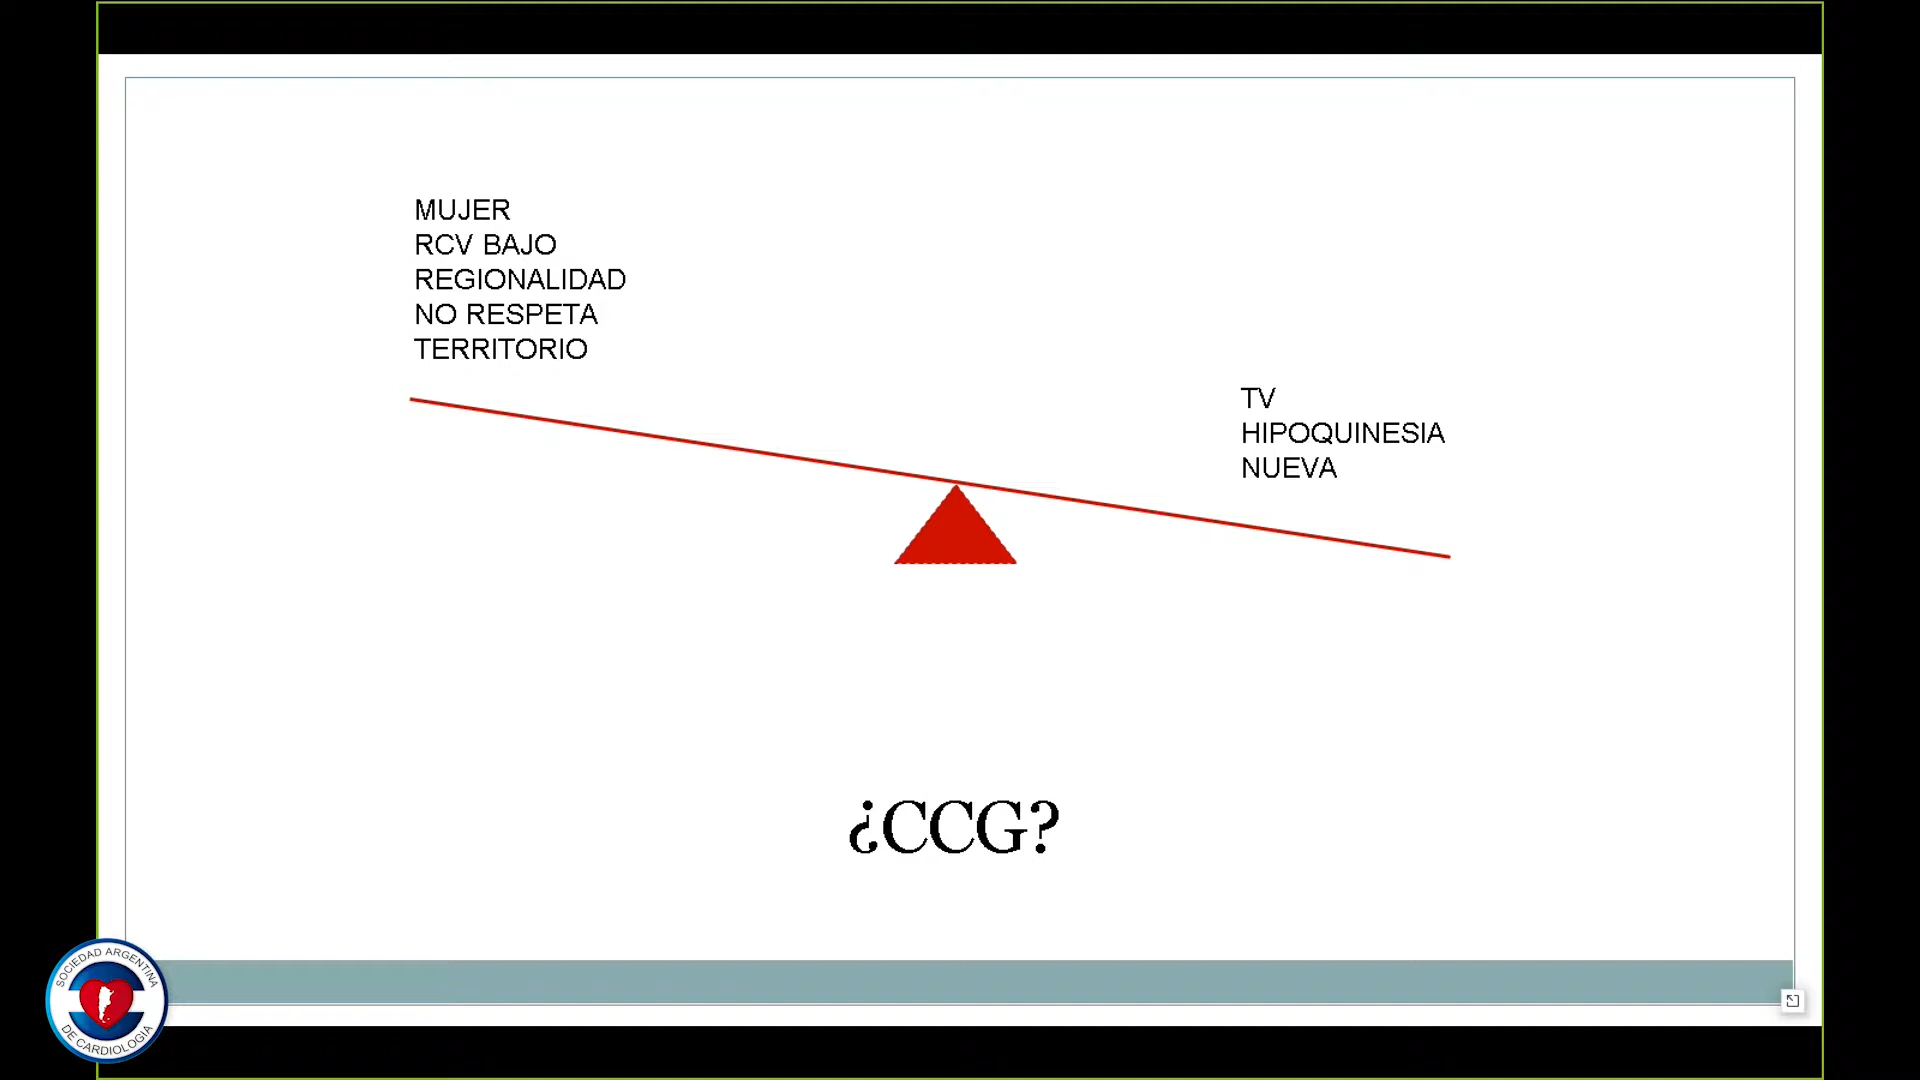 MUJER
RCV BAJO
REGIONALIDAD
NO RESPETA
TERRITORIO
TV
HIPOQUINESIA
NUEVA
¿CCG?
SOCIEDAD ARGENTINA
DE CARDIOLOGIA